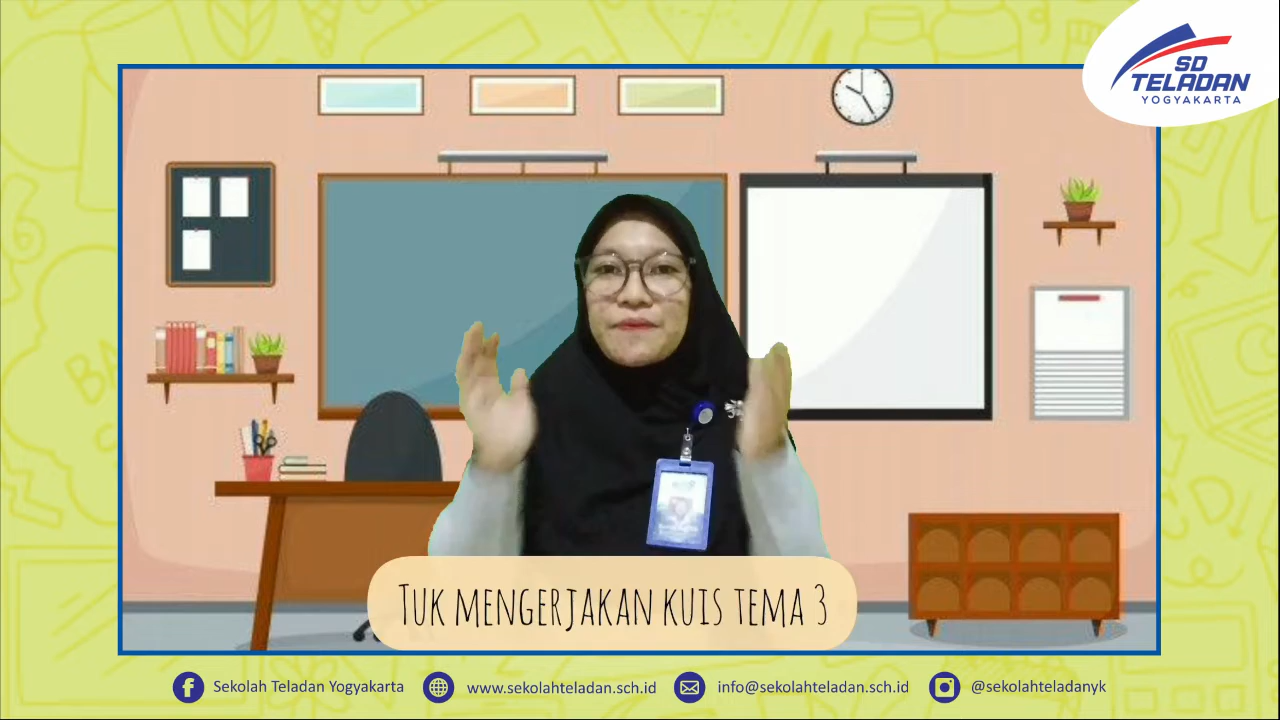 SD
TELADAN
YOGYAKARTA
TUK MENGERJAKAN KUIS TEMA 3
Sekolah Teladan Yogyakarta
www.sekolahteladan.sch.id
info@sekolahteladan.sch.id
@sekolahteladanyk